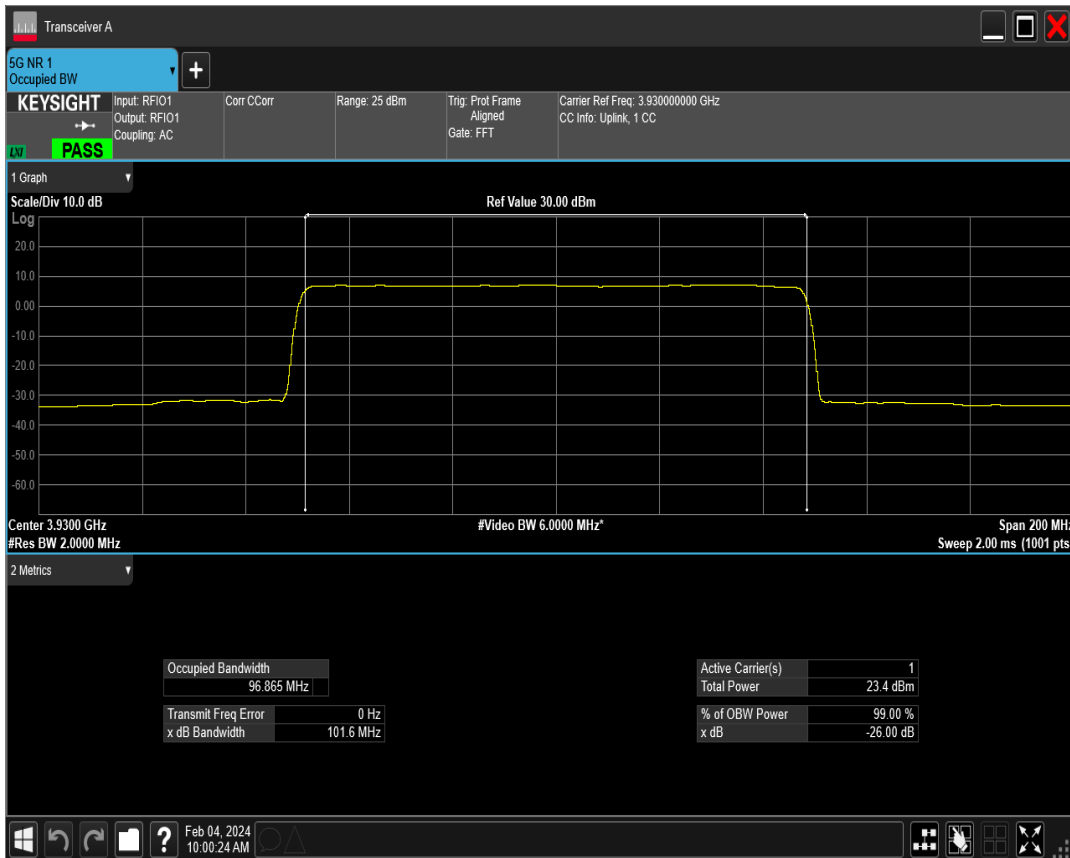 Transceiver A
5G NR 1
Occupied BW
KEYSIGHT
LXI
PASS
Input: RFIO1
Output: RFIO1
Coupling: AC
Corr CCorr
Range: 25 dBm
Trig: Prot Frame
Aligned
Gate: FFT
Carrier Ref Freq: 3.930000000 GHz
CC Info: Uplink, 1 CC
1 Graph
Scale/Div 10.0 dB
Ref Value 30.00 dBm
Log
20.0
10.0
0.00
-10.0
-20.0
-30.0
-40.0
-50.0
-60.0
Center 3.9300 GHz
#Video BW 6.0000 MHz*
Span 200 MHz
#Res BW 2.0000 MHz
Sweep 2.00 ms (1001 pts
2 Metrics
Occupied Bandwidth
96.865 MHz
Transmit Freq Error 0 Hz
x dB Bandwidth 101.6 MHz
Active Carrier(s) 1
Total Power 23.4 dBm
% of OBW Power 99.00 %
x dB -26.00 dB
?
Feb 04, 2024
10:00:24 AM